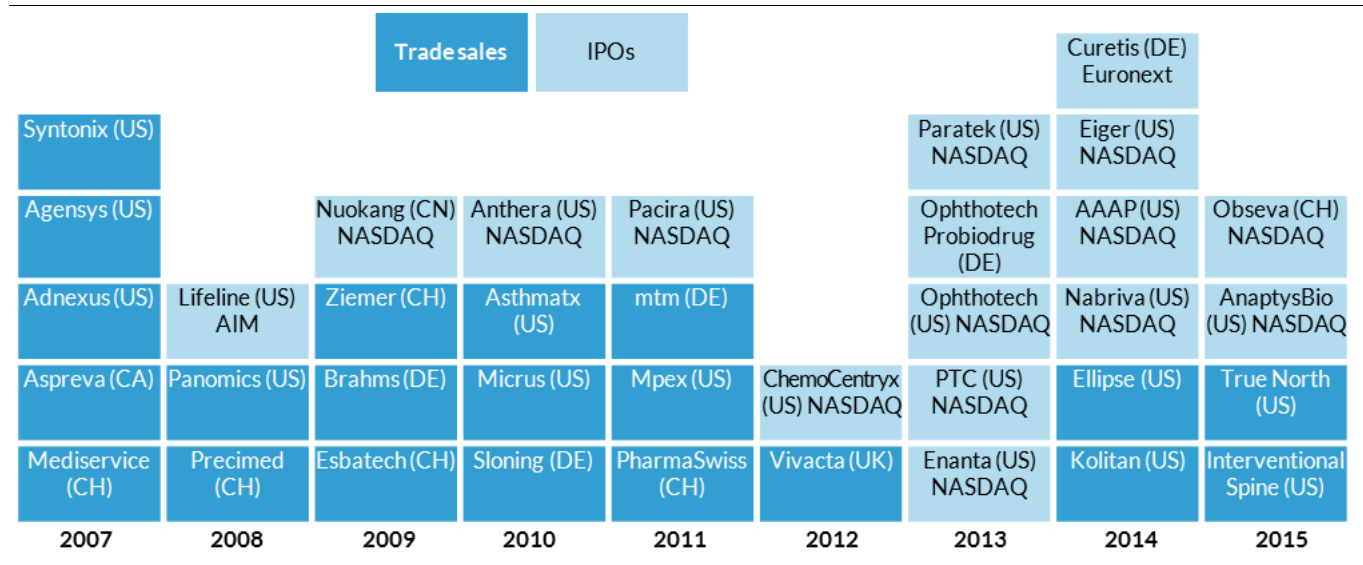 Trade sales
IPOs
Curetis (DE)
Euronext
Syntonix (US)
Paratek (US)
NASDAQ
Eiger (US)
NASDAQ
Agensys (US)
Nuokang (CN)
NASDAQ
Anthera (US)
NASDAQ
Pacira (US)
NASDAQ
Ophthotech
Probiodrug
(DE)
AAAP (US)
NASDAQ
Obseva (CH)
NASDAQ
Adnexus (US)
Lifeline (US)
AIM
Ziemer (CH)
Asthmatx
(US)
mtm (DE)
Ophthotech
(US) NASDAQ
Nabriva (US)
NASDAQ
AnaptysBio
(US) NASDAQ
Aspreva (CA)
Panomics (US)
Brahms (DE)
Micrus (US)
Mpex (US)
ChemoCentryx
(US) NASDAQ
PTC (US)
NASDAQ
Ellipse (US)
True North
(US)
Mediservice
(CH)
Precimed
(CH)
Esbatech (CH)
Sloning (DE)
PharmaSwiss
(CH)
Vivacta (UK)
Enanta (US)
NASDAQ
Kolitan (US)
Interventional
Spine (US)
2007
2008
2009
2010
2011
2012
2013
2014
2015